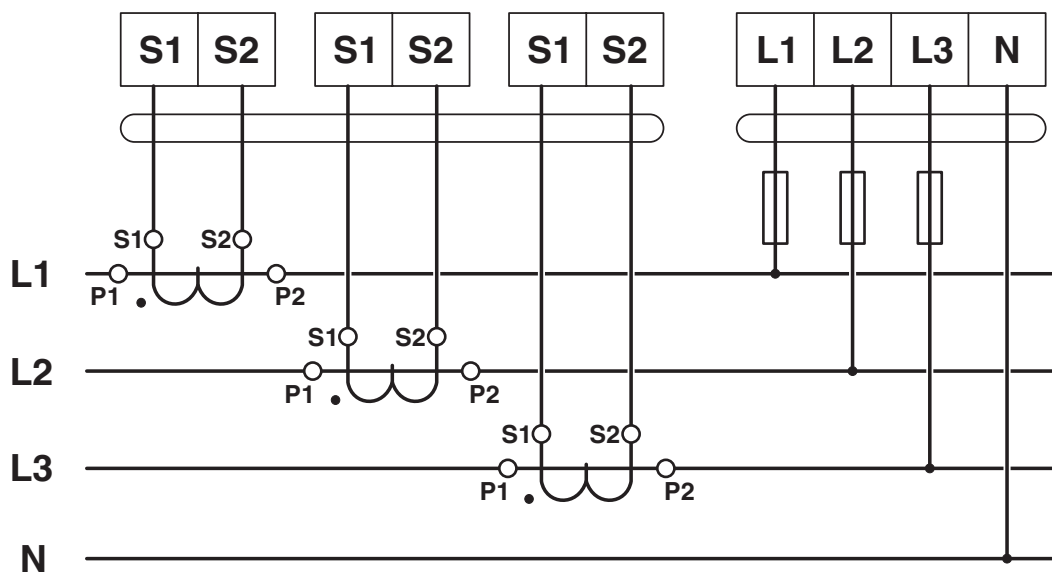 S1 S2 S1 S2 S1 S2 L1 L2 L3 N
S1 S2
L1
P1 P2
S1 S2
L2
P1 P2
S1 S2
L3
P1 P2
N